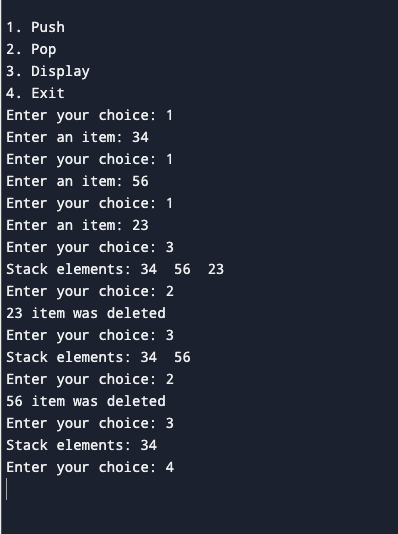 1. Push
2. Pop
3. Display
4. Exit
Enter your choice: 1
Enter an item: 34
Enter your choice: 1
Enter an item: 56
Enter your choice: 1
Enter an item: 23
Enter your choice: 3
Stack elements: 34  56  23
Enter your choice: 2
23 item was deleted
Enter your choice: 3
Stack elements: 34  56
Enter your choice: 2
56 item was deleted
Enter your choice: 3
Stack elements: 34
Enter your choice: 4